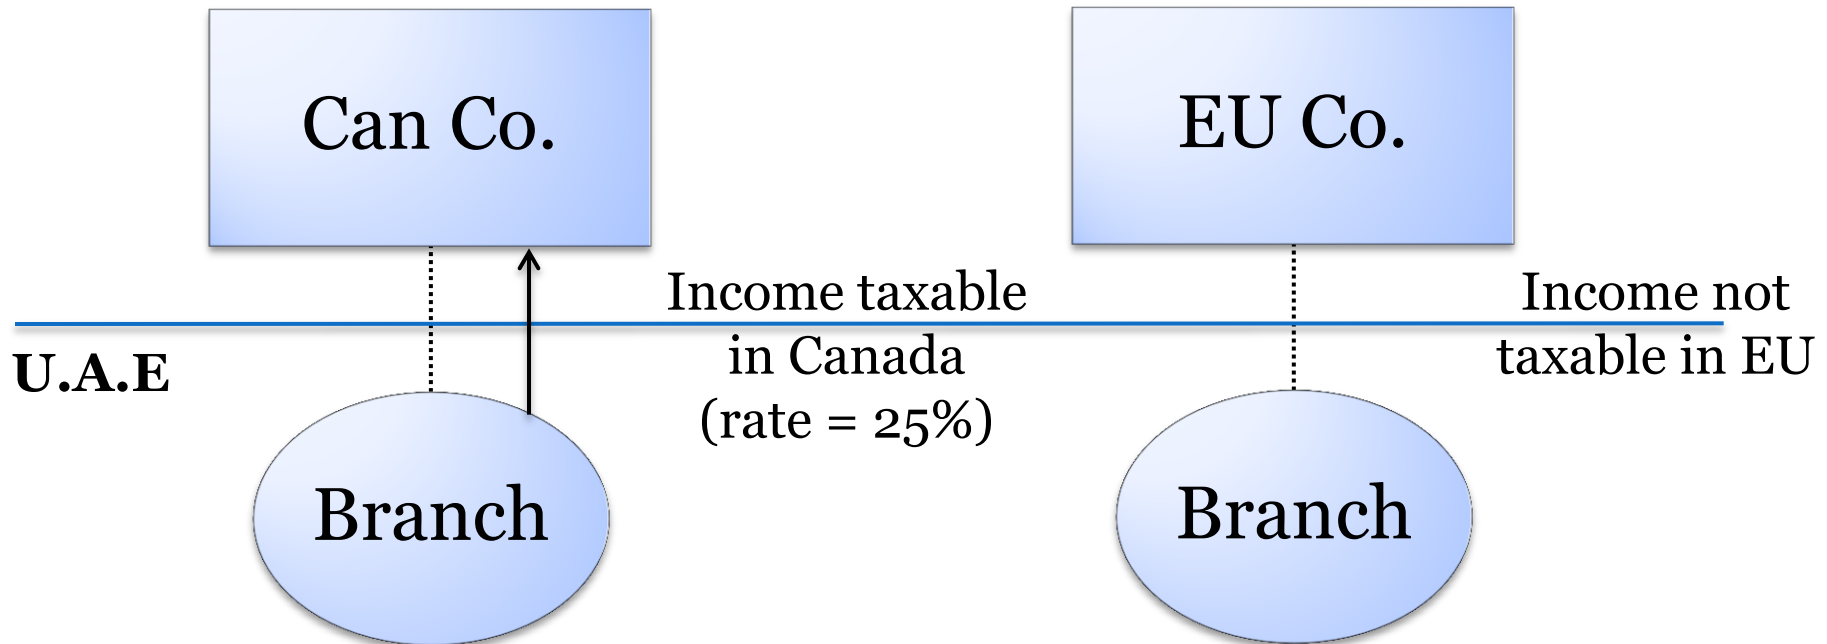 Can Co.
EU Co.
Income taxable
in Canada
(rate = 25%)
Income not
taxable in EU
U.A.E
Branch
Branch